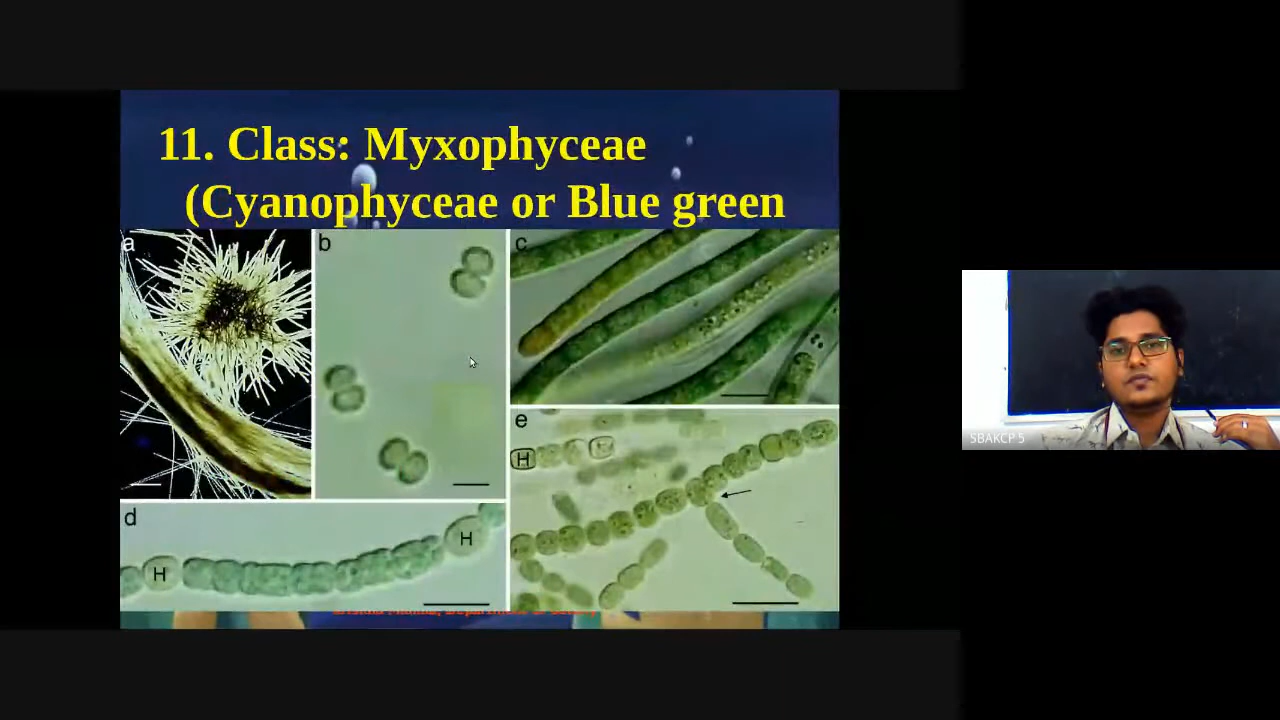 11. Class: Myxophyceae
(Cyanophyceae or Blue green
a
b
c
d
e
H
H
H
H
SBAKCP 5